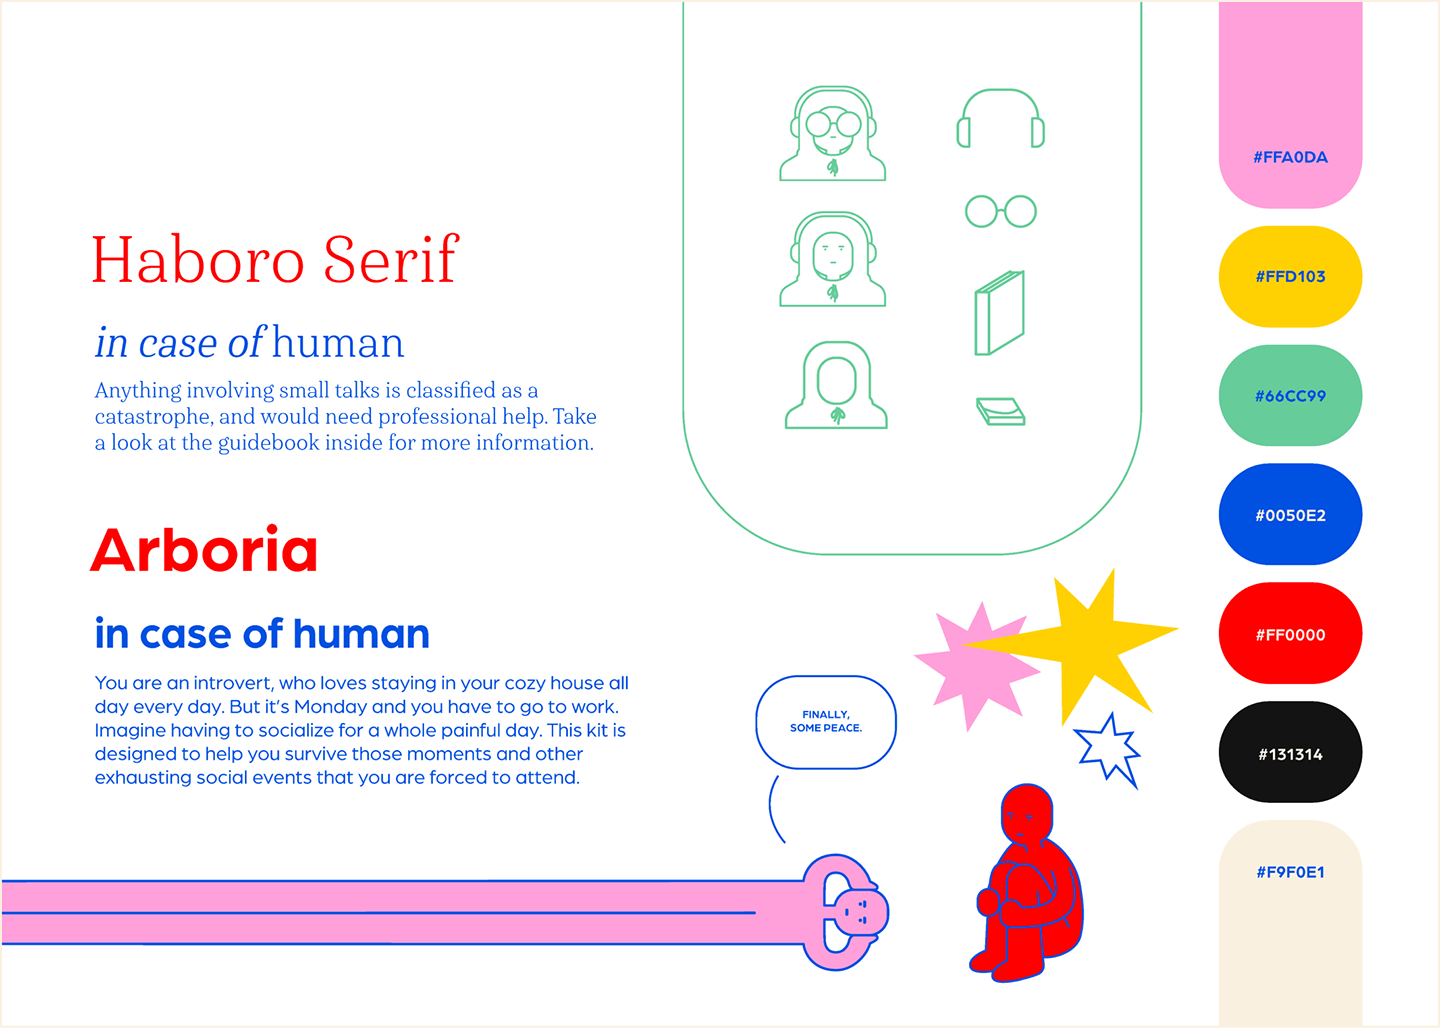 Haboro Serif
in case of human
Anything involving small talks is classified as a
catastrophe, and would need professional help. Take
a look at the guidebook inside for more information.
Arboria
in case of human
You are an introvert, who loves staying in your cozy house all
day every day. But it's Monday and you have to go to work.
Imagine having to socialize for a whole painful day. This kit is
designed to help you survive those moments and other
exhausting social events that you are forced to attend.
FINALLY,
SOME PEACE.
#FFA0DA
#FFD103
#66CC99
#0050E2
#FF0000
#131314
#F9F0E1